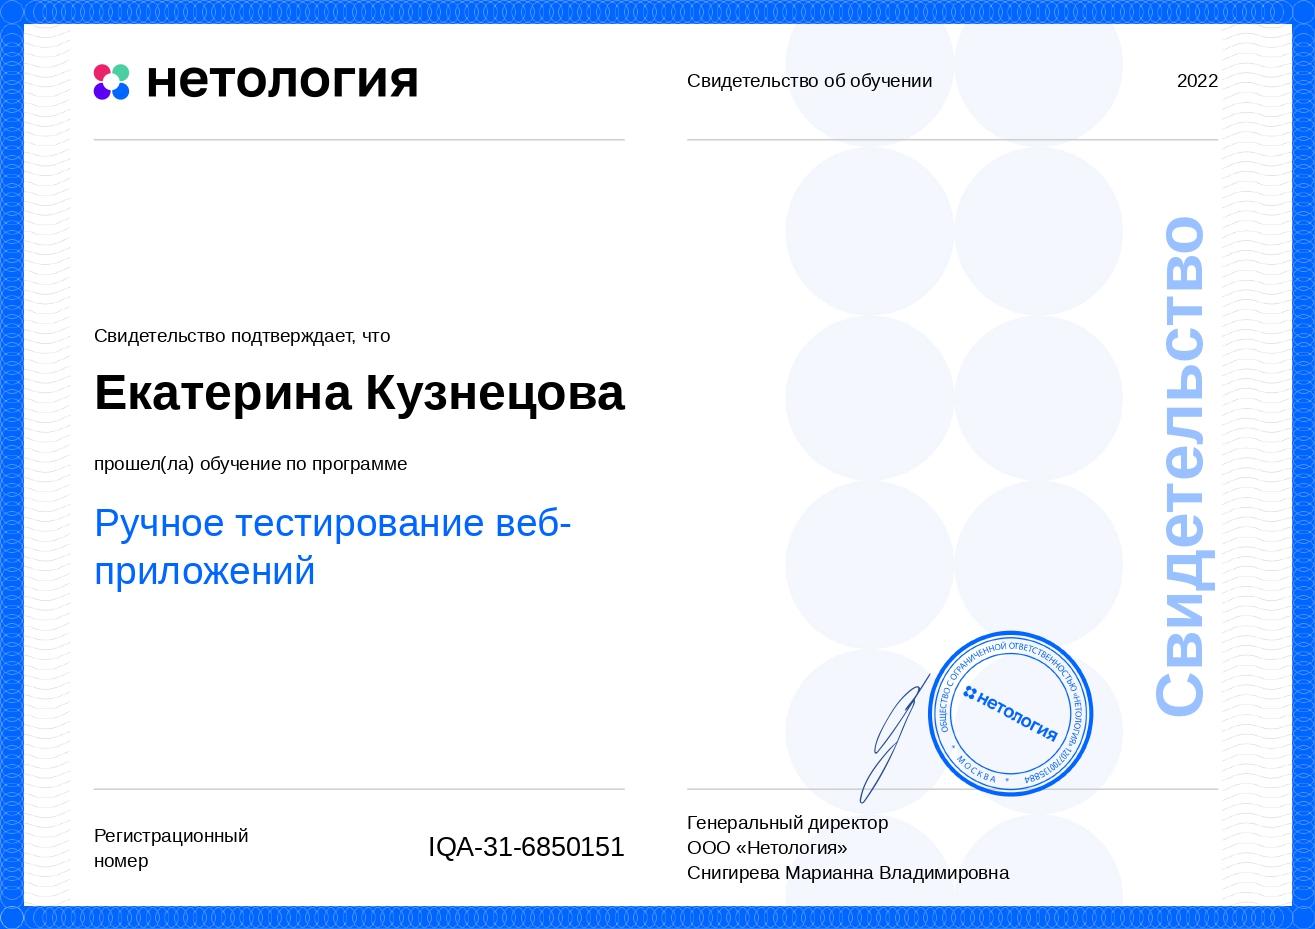 нетология
Свидетельство об обучении
2022
Свидетельство подтверждает, что
Екатерина Кузнецова
прошел(ла) обучение по программе
Ручное тестирование веб-
приложений
Свидетельство
ОБЩЕСТВО С ОГРАНИЧЕННОЙ ОТВЕТСТВЕННОСТЬЮ «НЕТОЛОГИЯ» 1207700135884
* МОСКВА *
нетология
Регистрационный
номер
IQA-31-6850151
Генеральный директор
ООО «Нетология»
Снигирева Марианна Владимировна